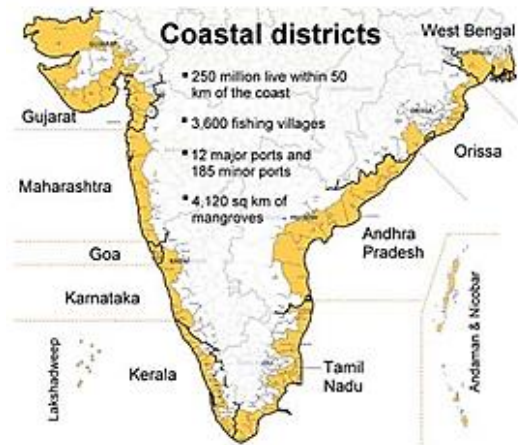 Coastal districts
West Bengal
• 250 million live within 50
km of the coast
• 3,600 fishing villages
• 12 major ports and
185 minor ports
• 4,120 sq km of
mangroves
Gujarat
Maharashtra
Goa
Karnataka
Kerala
Lakshadweep
Orissa
Andhra
Pradesh
Tamil
Nadu
Andaman & Nicobar